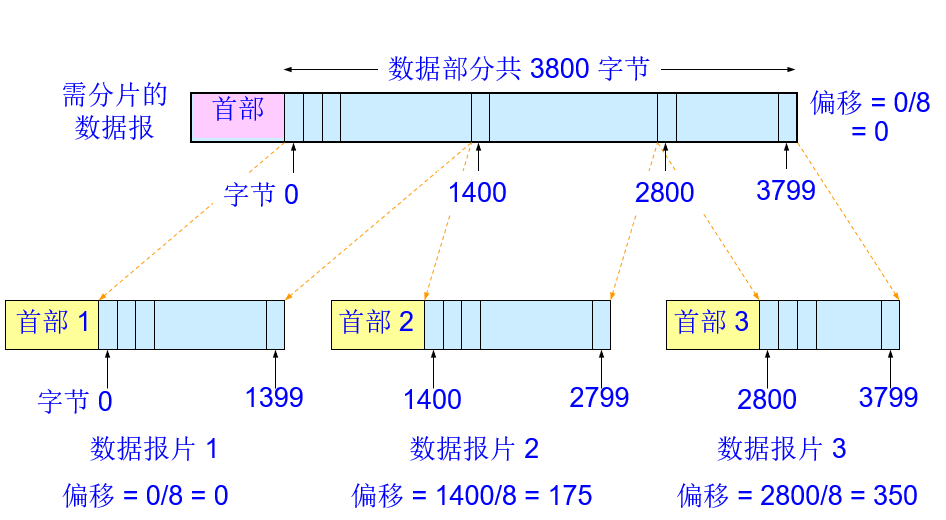 数据部分共 3800 字节
需分片的
数据报
首部
偏移 = 0/8
= 0
字节 0
1400
2800
3799
首部 1
首部 2
首部 3
字节 0
1399
1400
2799
2800
3799
数据报片 1
数据报片 2
数据报片 3
偏移 = 0/8 = 0
偏移 = 1400/8 = 175
偏移 = 2800/8 = 350